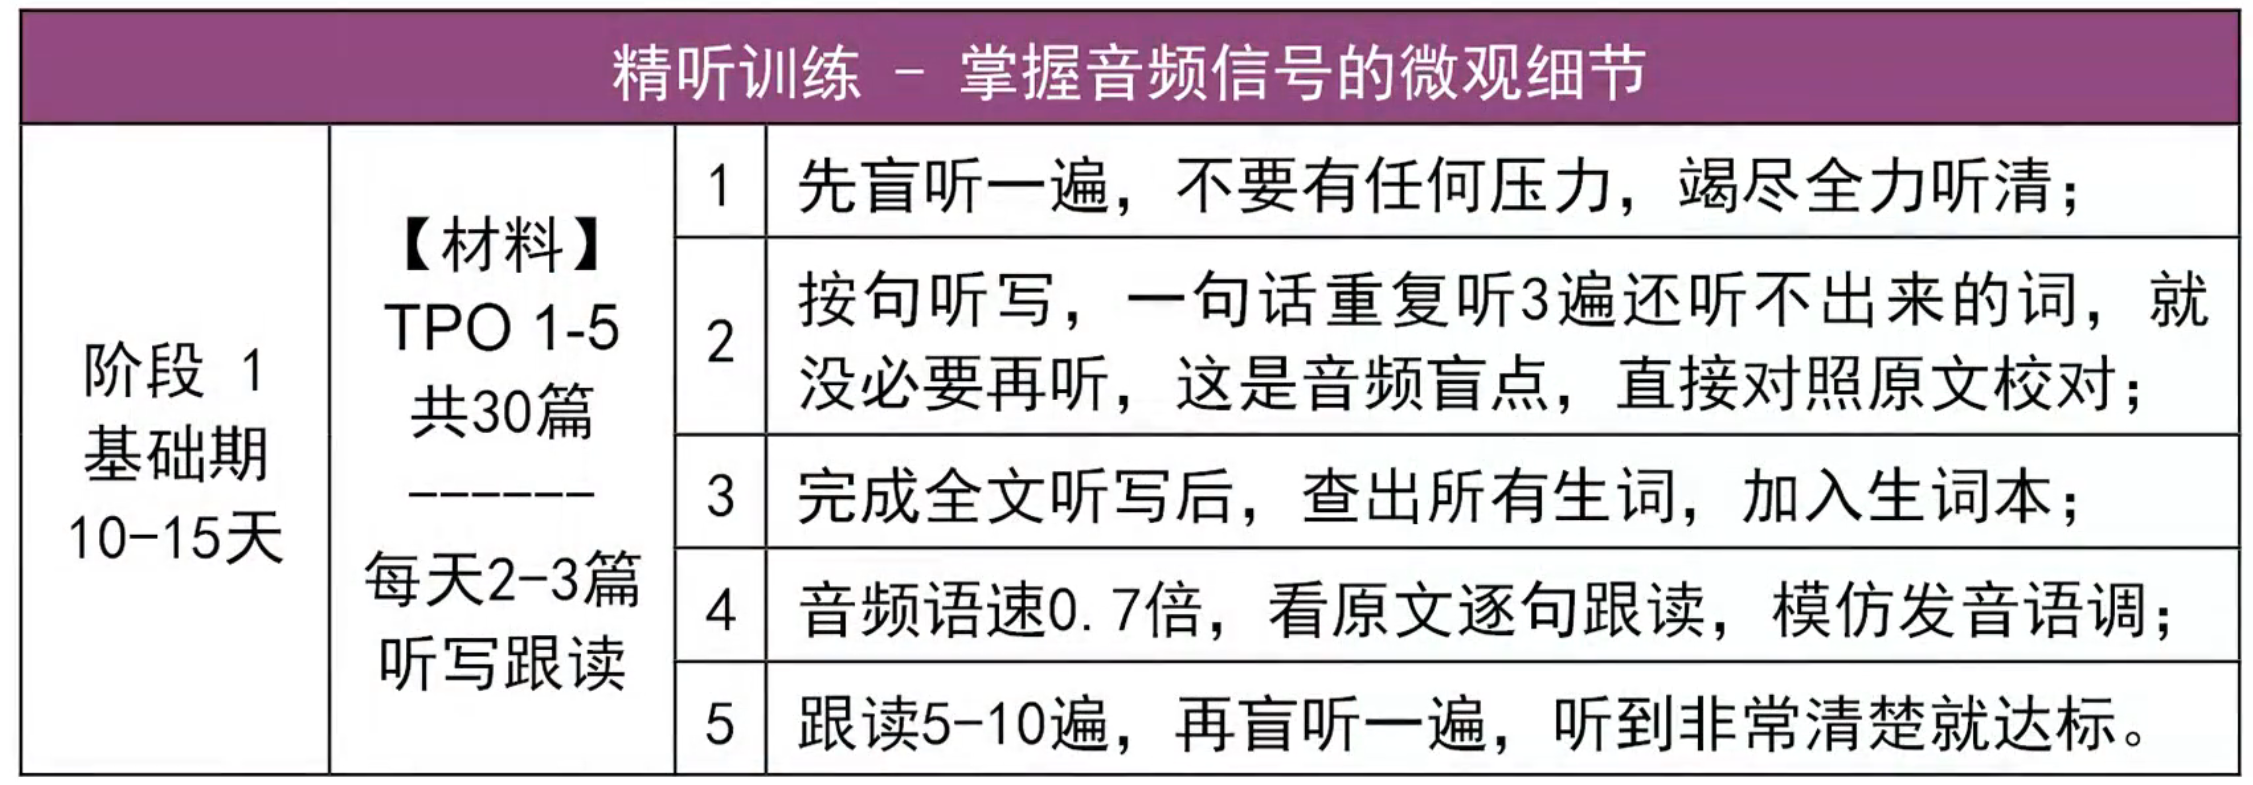 精听训练 - 掌握音频信号的微观细节
阶段 1
基础期
10-15天
【材料】
TPO 1-5
共30篇
------
每天2-3篇
听写跟读
1
先盲听一遍，不要有任何压力，竭尽全力听清；
2
按句听写，一句话重复听3遍还听不出来的词，就
没必要再听，这是音频盲点，直接对照原文校对；
3
完成全文听写后，查出所有生词，加入生词本；
4
音频语速0.7倍，看原文逐句跟读，模仿发音语调；
5
跟读5-10遍，再盲听一遍，听到非常清楚就达标。